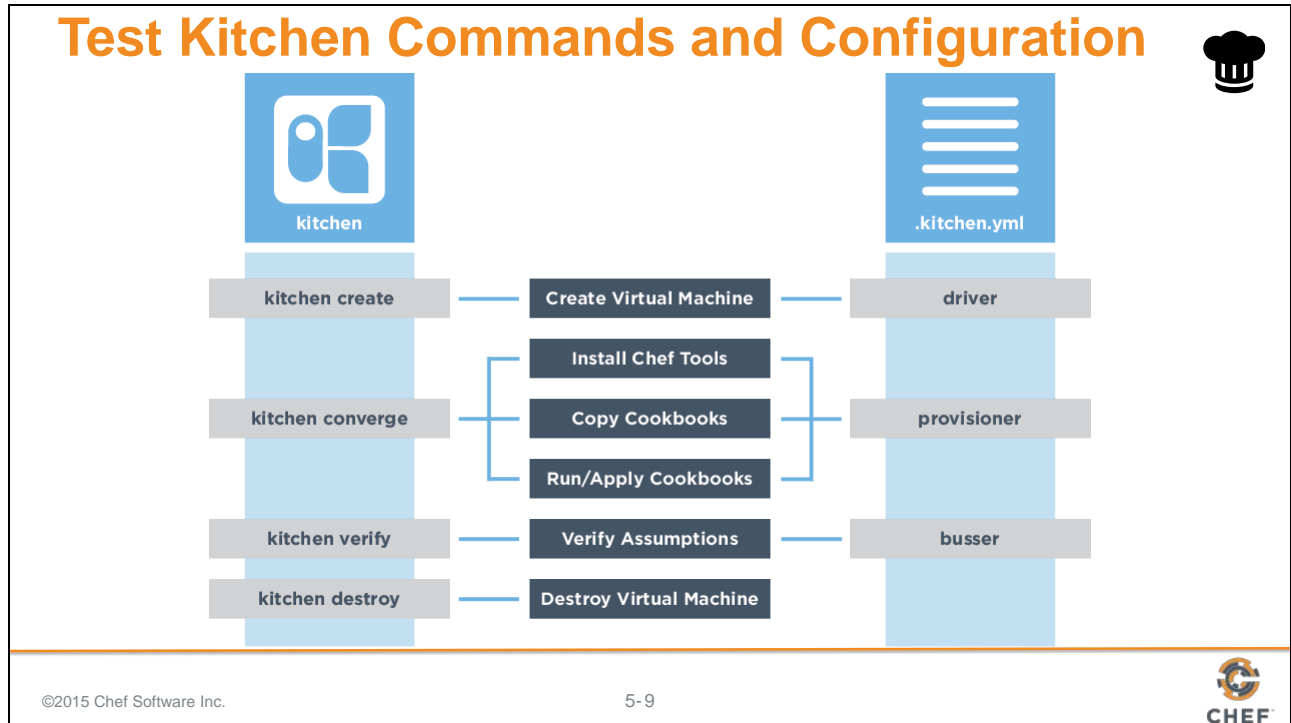 Test Kitchen Commands and Configuration
kitchen
.kitchen.yml
kitchen create
Create Virtual Machine
driver
Install Chef Tools
kitchen converge
Copy Cookbooks
provisioner
Run/Apply Cookbooks
kitchen verify
Verify Assumptions
busser
kitchen destroy
Destroy Virtual Machine
©2015 Chef Software Inc.
5-9
CHEF